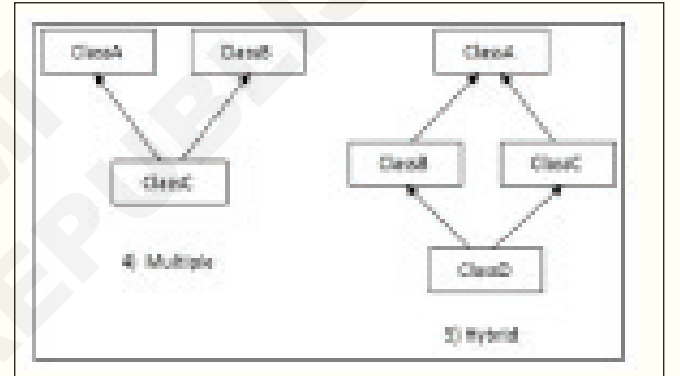 ClassA
ClassB
ClassC
4) Multiple
ClassA
ClassB
ClassC
ClassD
5) Hybrid